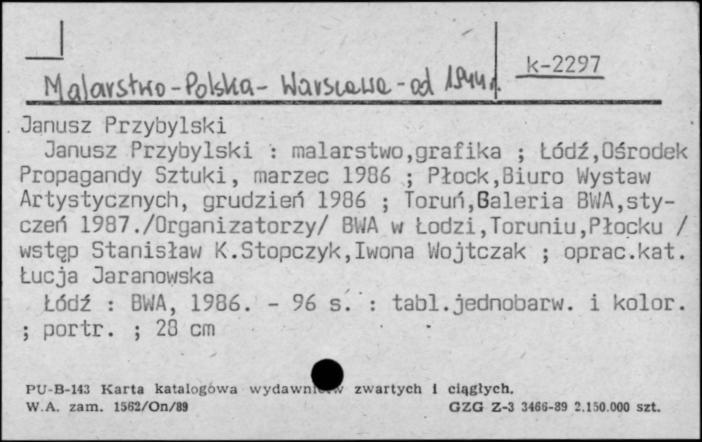 k-2297
Malarstwo-Polska- Warszawa-od 1944 r.
Janusz Przybylski
Janusz Przybylski : malarstwo,grafika ; Łódź,Ośrodek
Propagandy Sztuki, marzec 1986 ; Płock,Biuro Wystaw
Artystycznych, grudzień 1986 ; Toruń,Galeria BWA,sty-
czeń 1987./Organizatorzy/ BWA w Łodzi,Toruniu,Płocku /
wstęp Stanisław K.Stopczyk,Iwona Wojtczak ; oprac.kat.
Łucja Jaranowska
Łódź : BWA, 1986. - 96 s. : tabl.jednobarw. i kolor.
; portr. ; 28 cm
PU-B-143 Karta katalogowa wydawnictw zwartych i ciągłych.
W.A. zam. 1562/On/89 GZG Z-3 3466-89 2.150.000 szt.